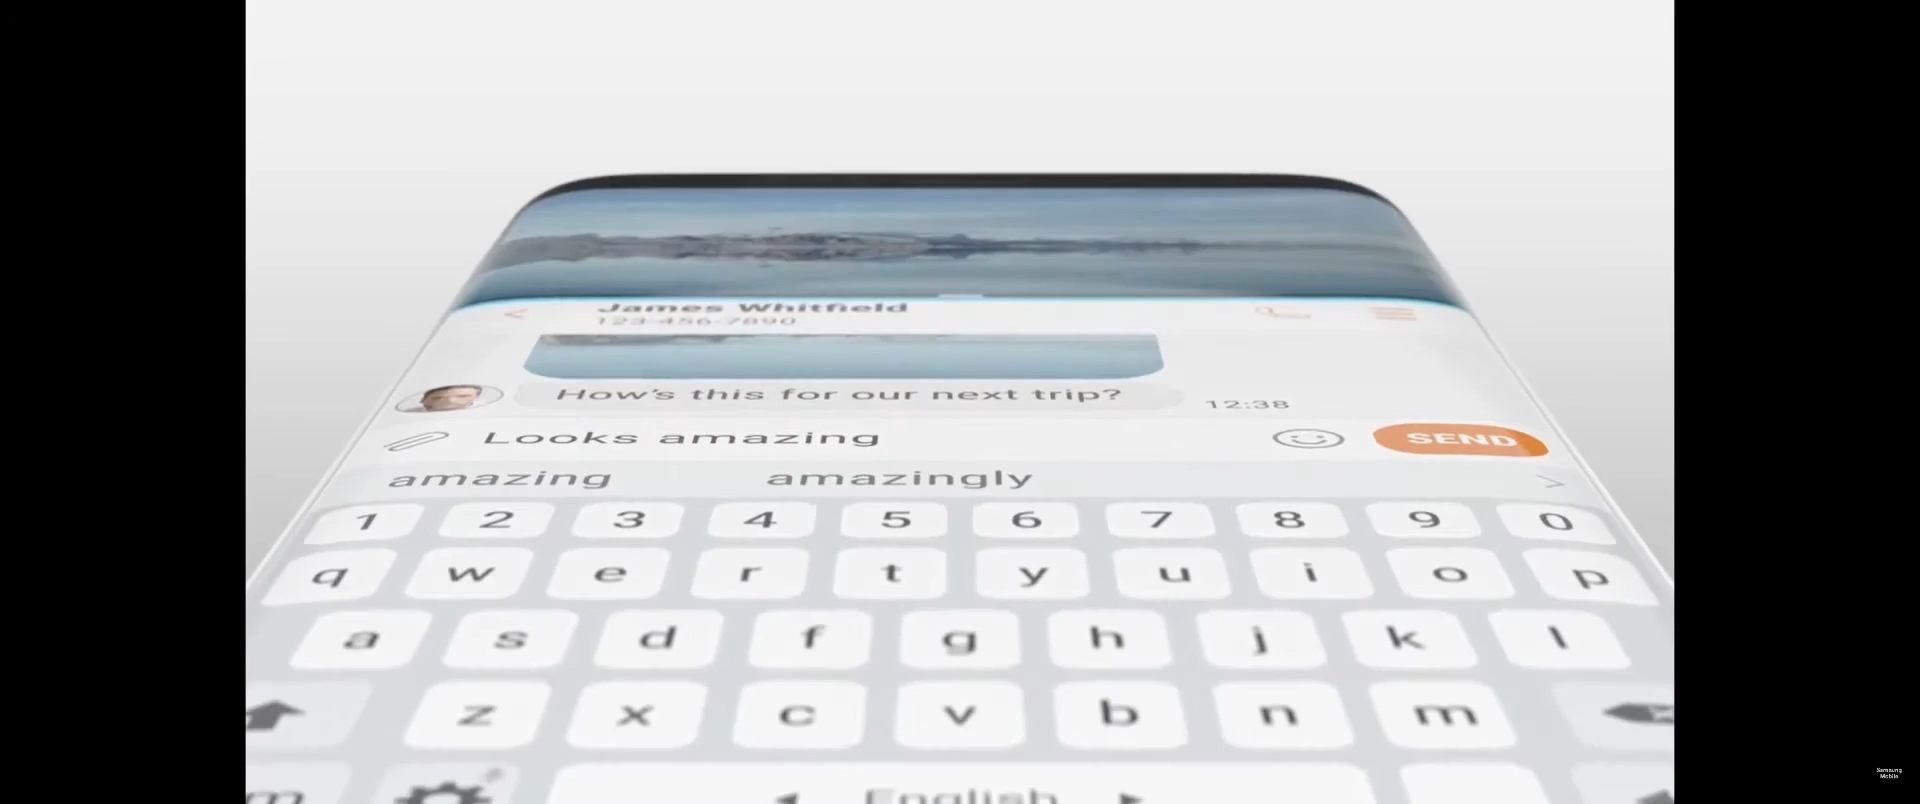 James Whitfield
123-456-7890
How's this for our next trip?
12:38
Looks amazing
SEND
amazing amazingly
1 2 3 4 5 6 7 8 9 0
q w e r t y u i o p
a s d f g h j k l
z x c v b n m
English
Samsung
Mobile